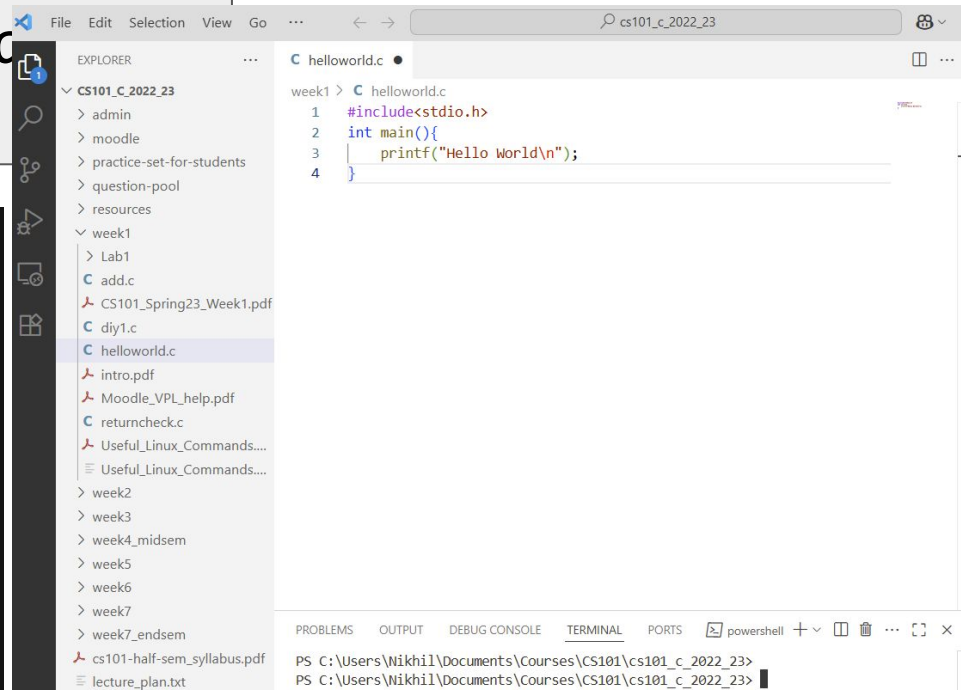 File Edit Selection View Go ... cs101_c_2022_23
EXPLORER ...
CS101_C_2022_23
admin
moodle
practice-set-for-students
question-pool
resources
week1
Lab1
add.c
CS101_Spring23_Week1.pdf
diy1.c
helloworld.c
intro.pdf
Moodle_VPL_help.pdf
returncheck.c
Useful_Linux_Commands....
Useful_Linux_Commands....
week2
week3
week4_midsem
week5
week6
week7
week7_endsem
cs101-half-sem_syllabus.pdf
lecture_plan.txt
1
C helloworld.c ●
week1 > C helloworld.c
1 #include<stdio.h>
2 int main(){
3 printf("Hello World\n");
4 }
PROBLEMS OUTPUT DEBUG CONSOLE TERMINAL PORTS powershell
PS C:\Users\Nikhil\Documents\Courses\CS101\cs101_c_2022_23>
PS C:\Users\Nikhil\Documents\Courses\CS101\cs101_c_2022_23>